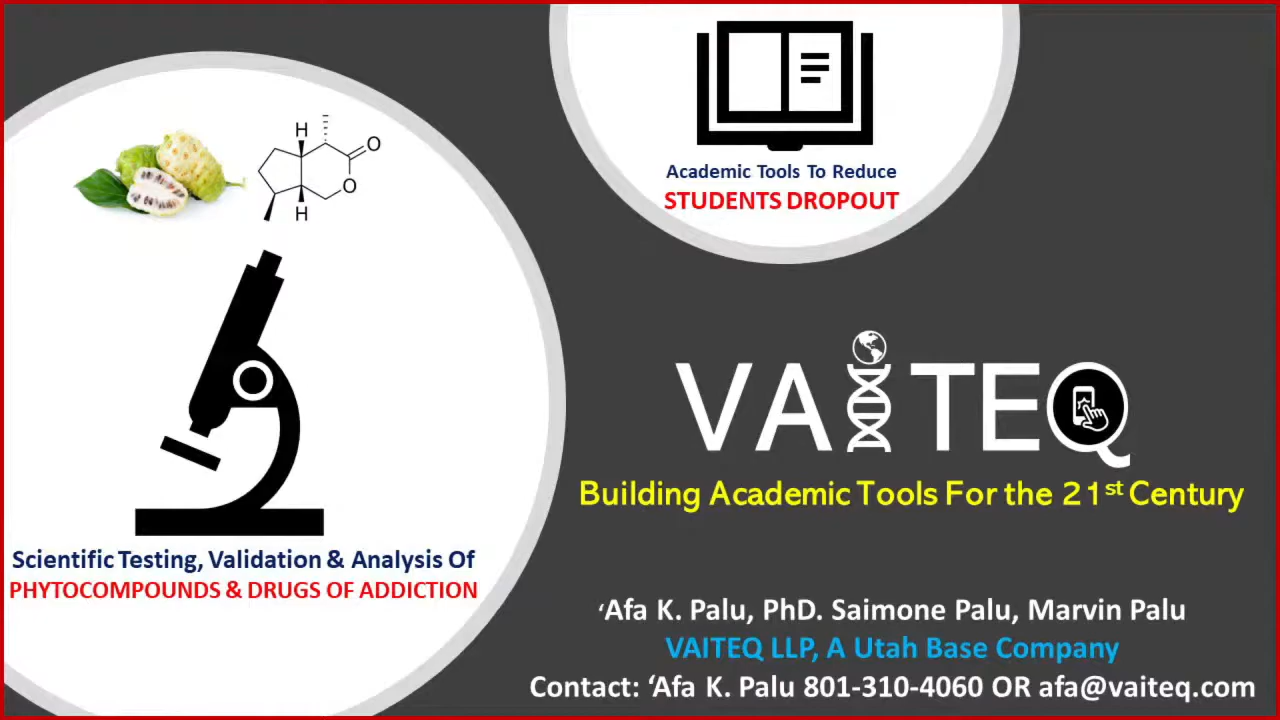 H
O
O
H
Academic Tools To Reduce
STUDENTS DROPOUT
VAiTEQ
Building Academic Tools For the 21st Century
Scientific Testing, Validation & Analysis Of
PHYTOCOMPOUNDS & DRUGS OF ADDICTION
‘Afa K. Palu, PhD. Saimone Palu, Marvin Palu
VAITEQ LLP, A Utah Base Company
Contact: ‘Afa K. Palu 801-310-4060 OR afa@vaiteq.com